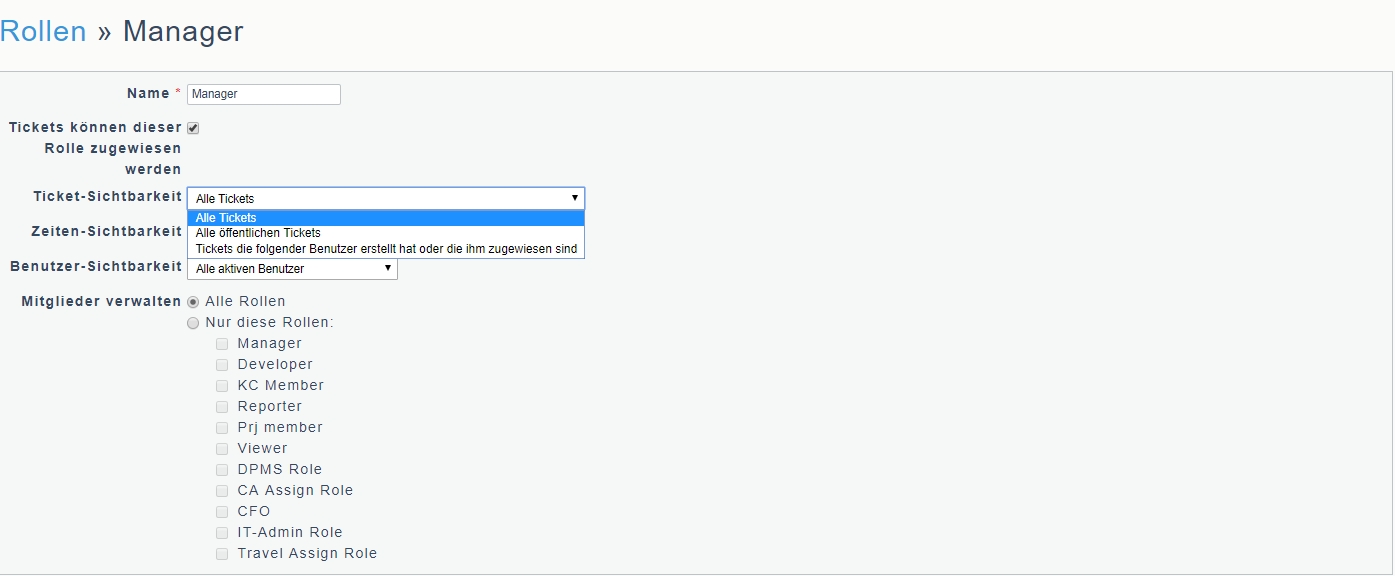 Rollen » Manager
Name * Manager
Tickets können dieser
Rolle zugewiesen
werden
Ticket-Sichtbarkeit Alle Tickets
Alle Tickets
Zeiten-Sichtbarkeit Alle öffentlichen Tickets
Tickets die folgender Benutzer erstellt hat oder die ihm zugewiesen sind
Benutzer-Sichtbarkeit Alle aktiven Benutzer
Mitglieder verwalten Alle Rollen
Nur diese Rollen:
Manager
Developer
KC Member
Reporter
Prj member
Viewer
DPMS Role
CA Assign Role
CFO
IT-Admin Role
Travel Assign Role